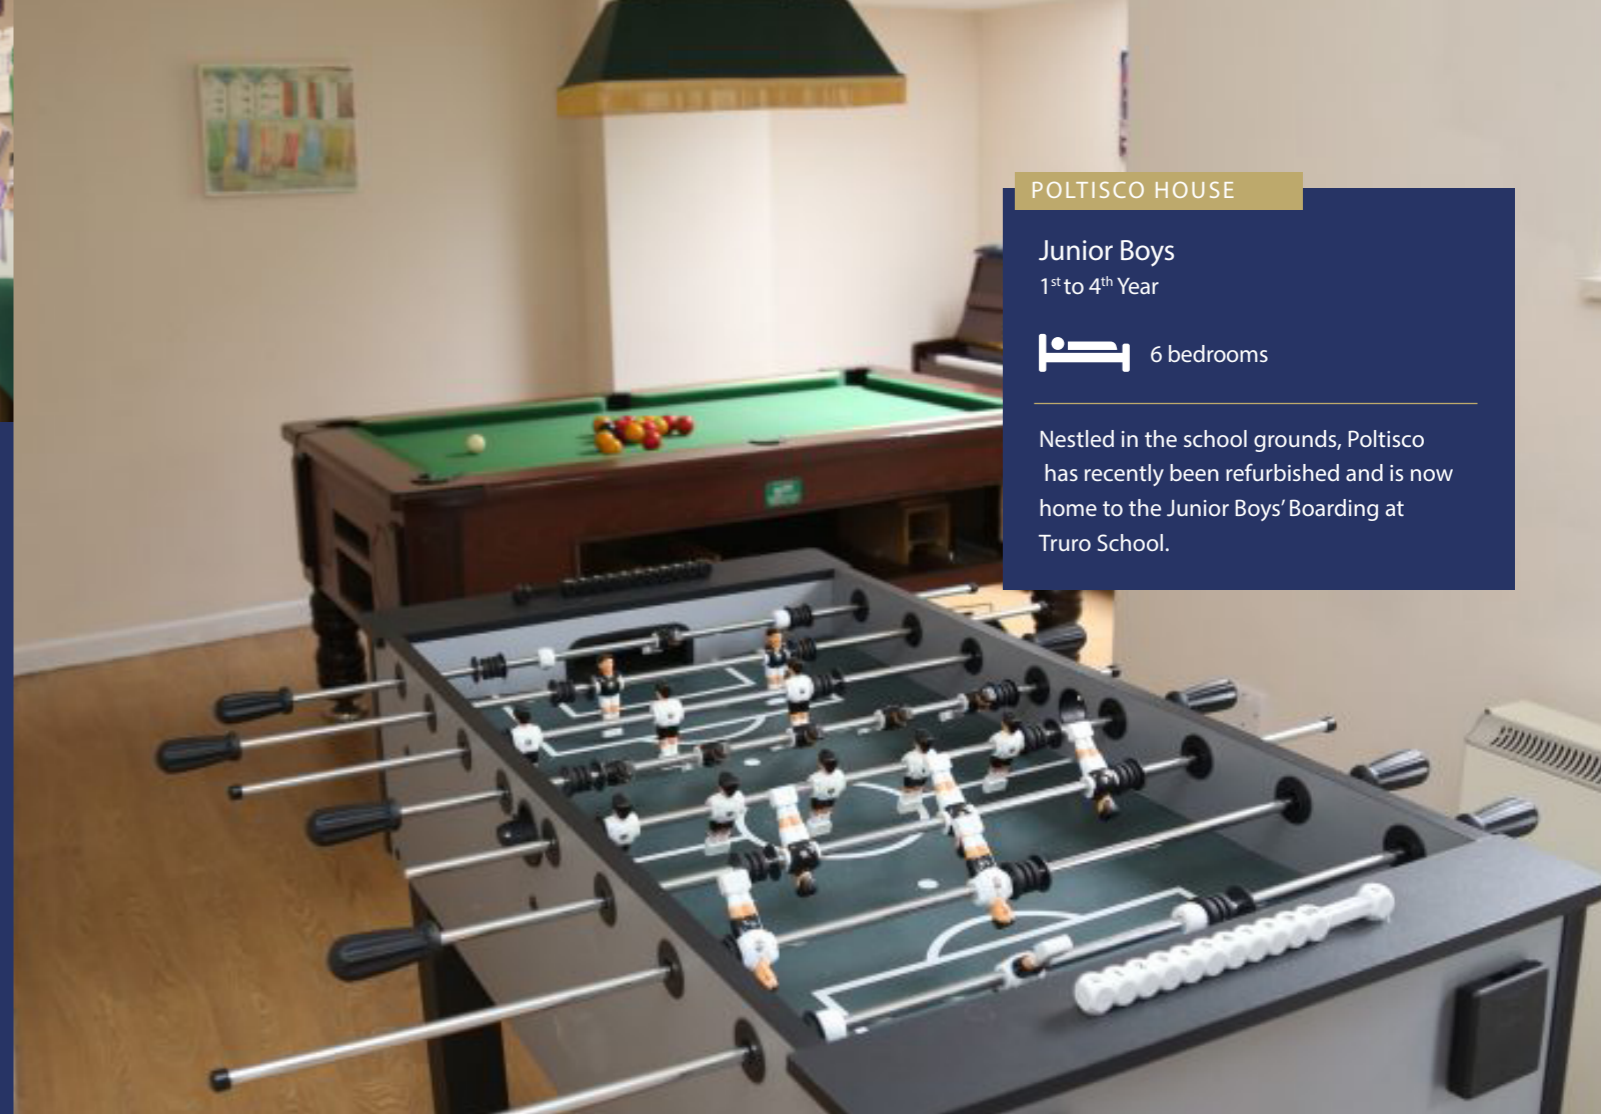 POLTISCO HOUSE
Junior Boys
1st to 4th Year
6 bedrooms
Nestled in the school grounds, Poltisco
has recently been refurbished and is now
home to the Junior Boys’ Boarding at
Truro School.